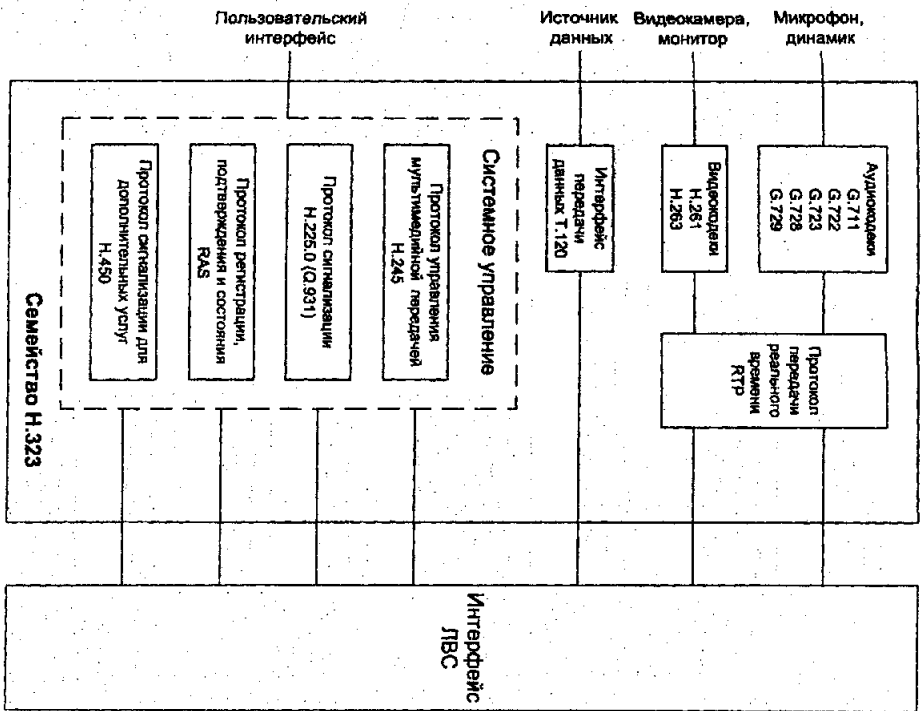 Пользовательский
интерфейс
Источник
данных
Видеокамера,
монитор
Микрофон,
динамик
Семейство H.323
Системное управление
Протокол сигнализации для
дополнительных услуг
H.450
Протокол регистрации,
подтверждения и состояния
RAS
Протокол сигнализации
H.225.0 (Q.931)
Протокол управления
мультимедийной передачей
H.245
Интерфейс
передачи
данных T.120
Видеокодеки
H.261
H.263
Аудиокодеки
G.711
G.722
G.723
G.728
G.729
Протокол
передачи
реального
времени
RTP
Интерфейс
ЛВС